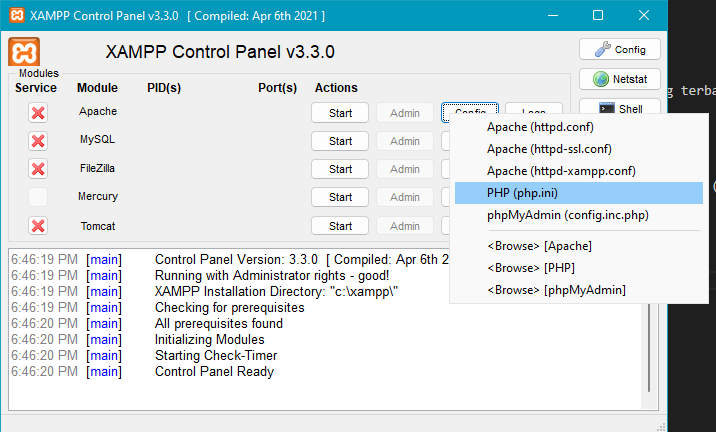 XAMPP Control Panel v3.3.0 [ Compiled: Apr 6th 2021 ]
XAMPP Control Panel v3.3.0
Config
Netstat
Shell
Modules
Service Module PID(s) Port(s) Actions
Apache Start Admin Config Logs
MySQL Start Admin
FileZilla Start Admin
Mercury Start Admin
Tomcat Start Admin
Apache (httpd.conf)
Apache (httpd-ssl.conf)
Apache (httpd-xampp.conf)
PHP (php.ini)
phpMyAdmin (config.inc.php)
<Browse> [Apache]
<Browse> [PHP]
<Browse> [phpMyAdmin]
6:46:19 PM [main] Control Panel Version: 3.3.0 [ Compiled: Apr 6th 202
6:46:19 PM [main] Running with Administrator rights - good!
6:46:19 PM [main] XAMPP Installation Directory: "c:\xampp\"
6:46:19 PM [main] Checking for prerequisites
6:46:20 PM [main] All prerequisites found
6:46:20 PM [main] Initializing Modules
6:46:20 PM [main] Starting Check-Timer
6:46:20 PM [main] Control Panel Ready
g terba